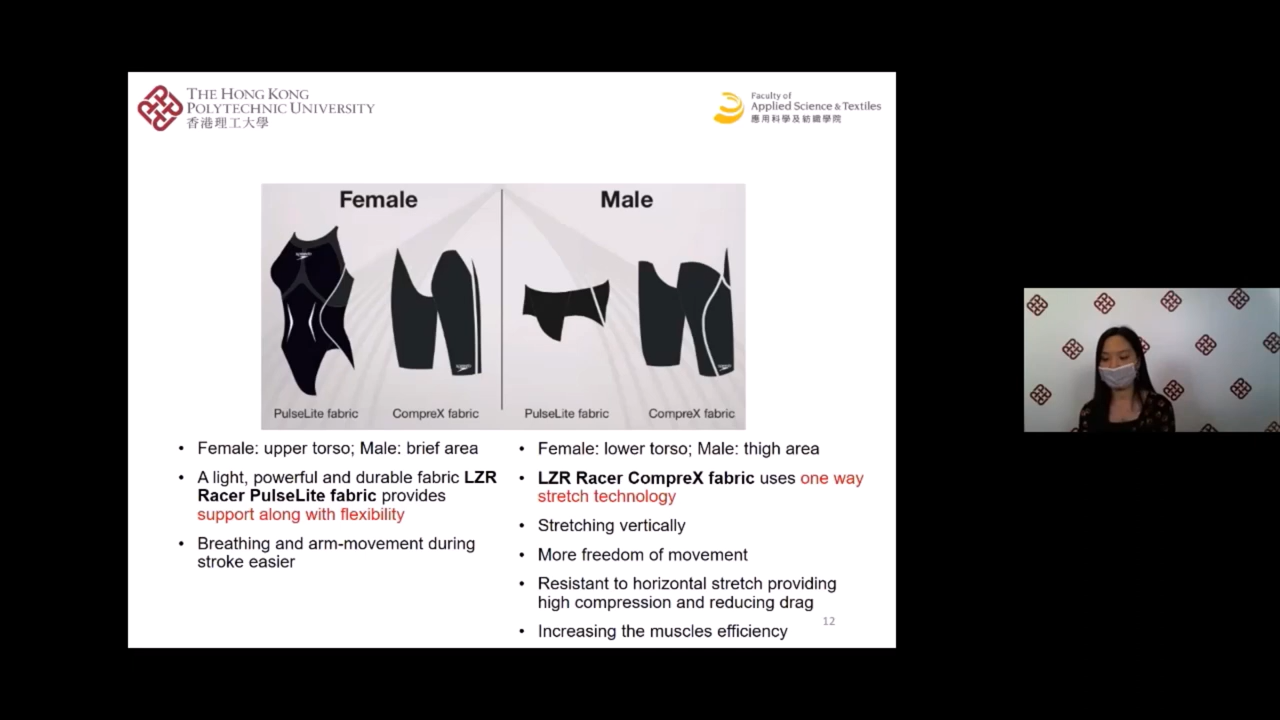 THE HONG KONG
POLYTECHNIC UNIVERSITY
香港理工大學
Faculty of
Applied Science & Textiles
應用科學及紡織學院
Female
Male
speedo
speedo
speedo
PulseLite fabric
CompreX fabric
PulseLite fabric
CompreX fabric
• Female: upper torso; Male: brief area
• A light, powerful and durable fabric LZR
Racer PulseLite fabric provides
support along with flexibility
• Breathing and arm-movement during
stroke easier
• Female: lower torso; Male: thigh area
• LZR Racer CompreX fabric uses one way
stretch technology
• Stretching vertically
• More freedom of movement
• Resistant to horizontal stretch providing
high compression and reducing drag
• Increasing the muscles efficiency
12